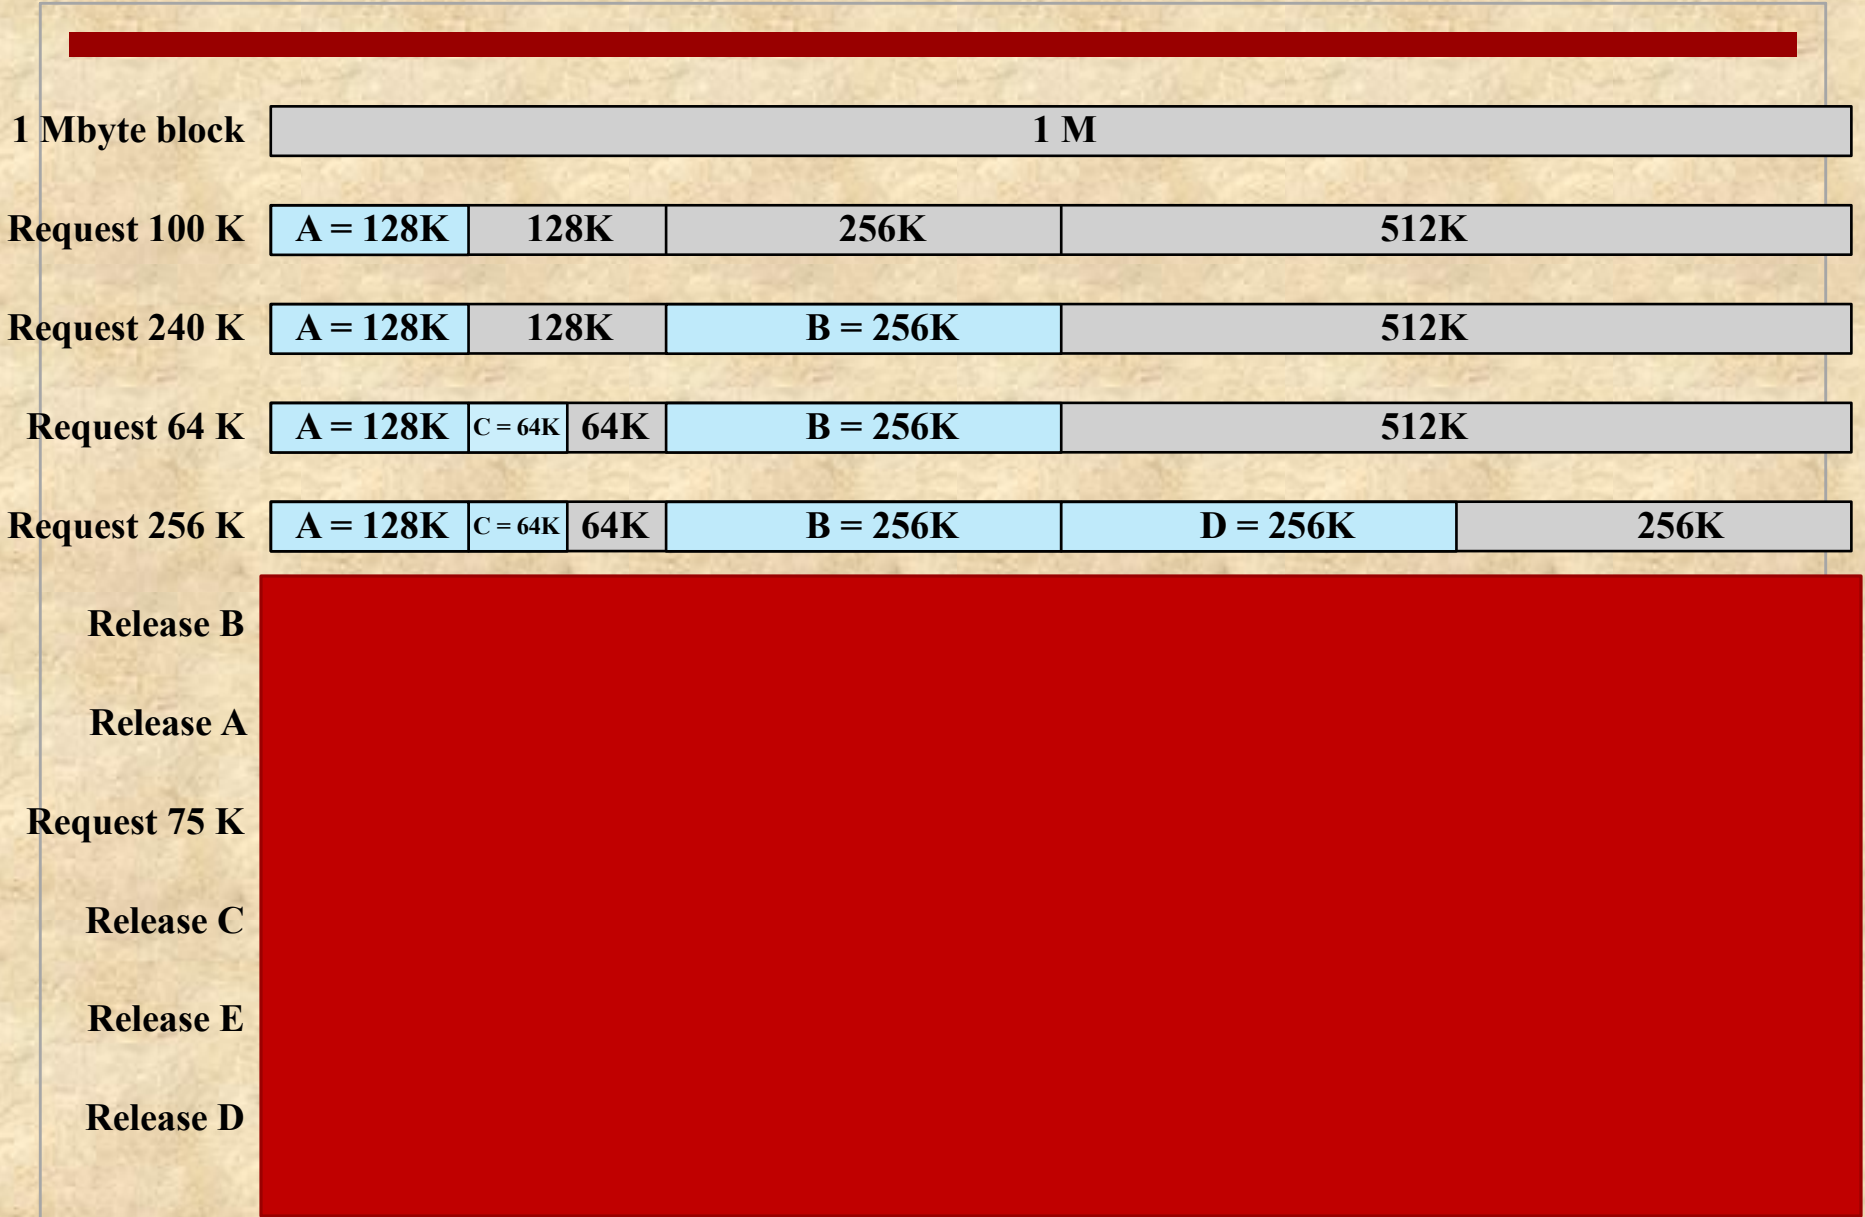 1 Mbyte block 1 M
Request 100 K A = 128K 128K 256K 512K
Request 240 K A = 128K 128K B = 256K 512K
Request 64 K A = 128K C = 64K 64K B = 256K 512K
Request 256 K A = 128K C = 64K 64K B = 256K D = 256K 256K
Release B
Release A
Request 75 K
Release C
Release E
Release D